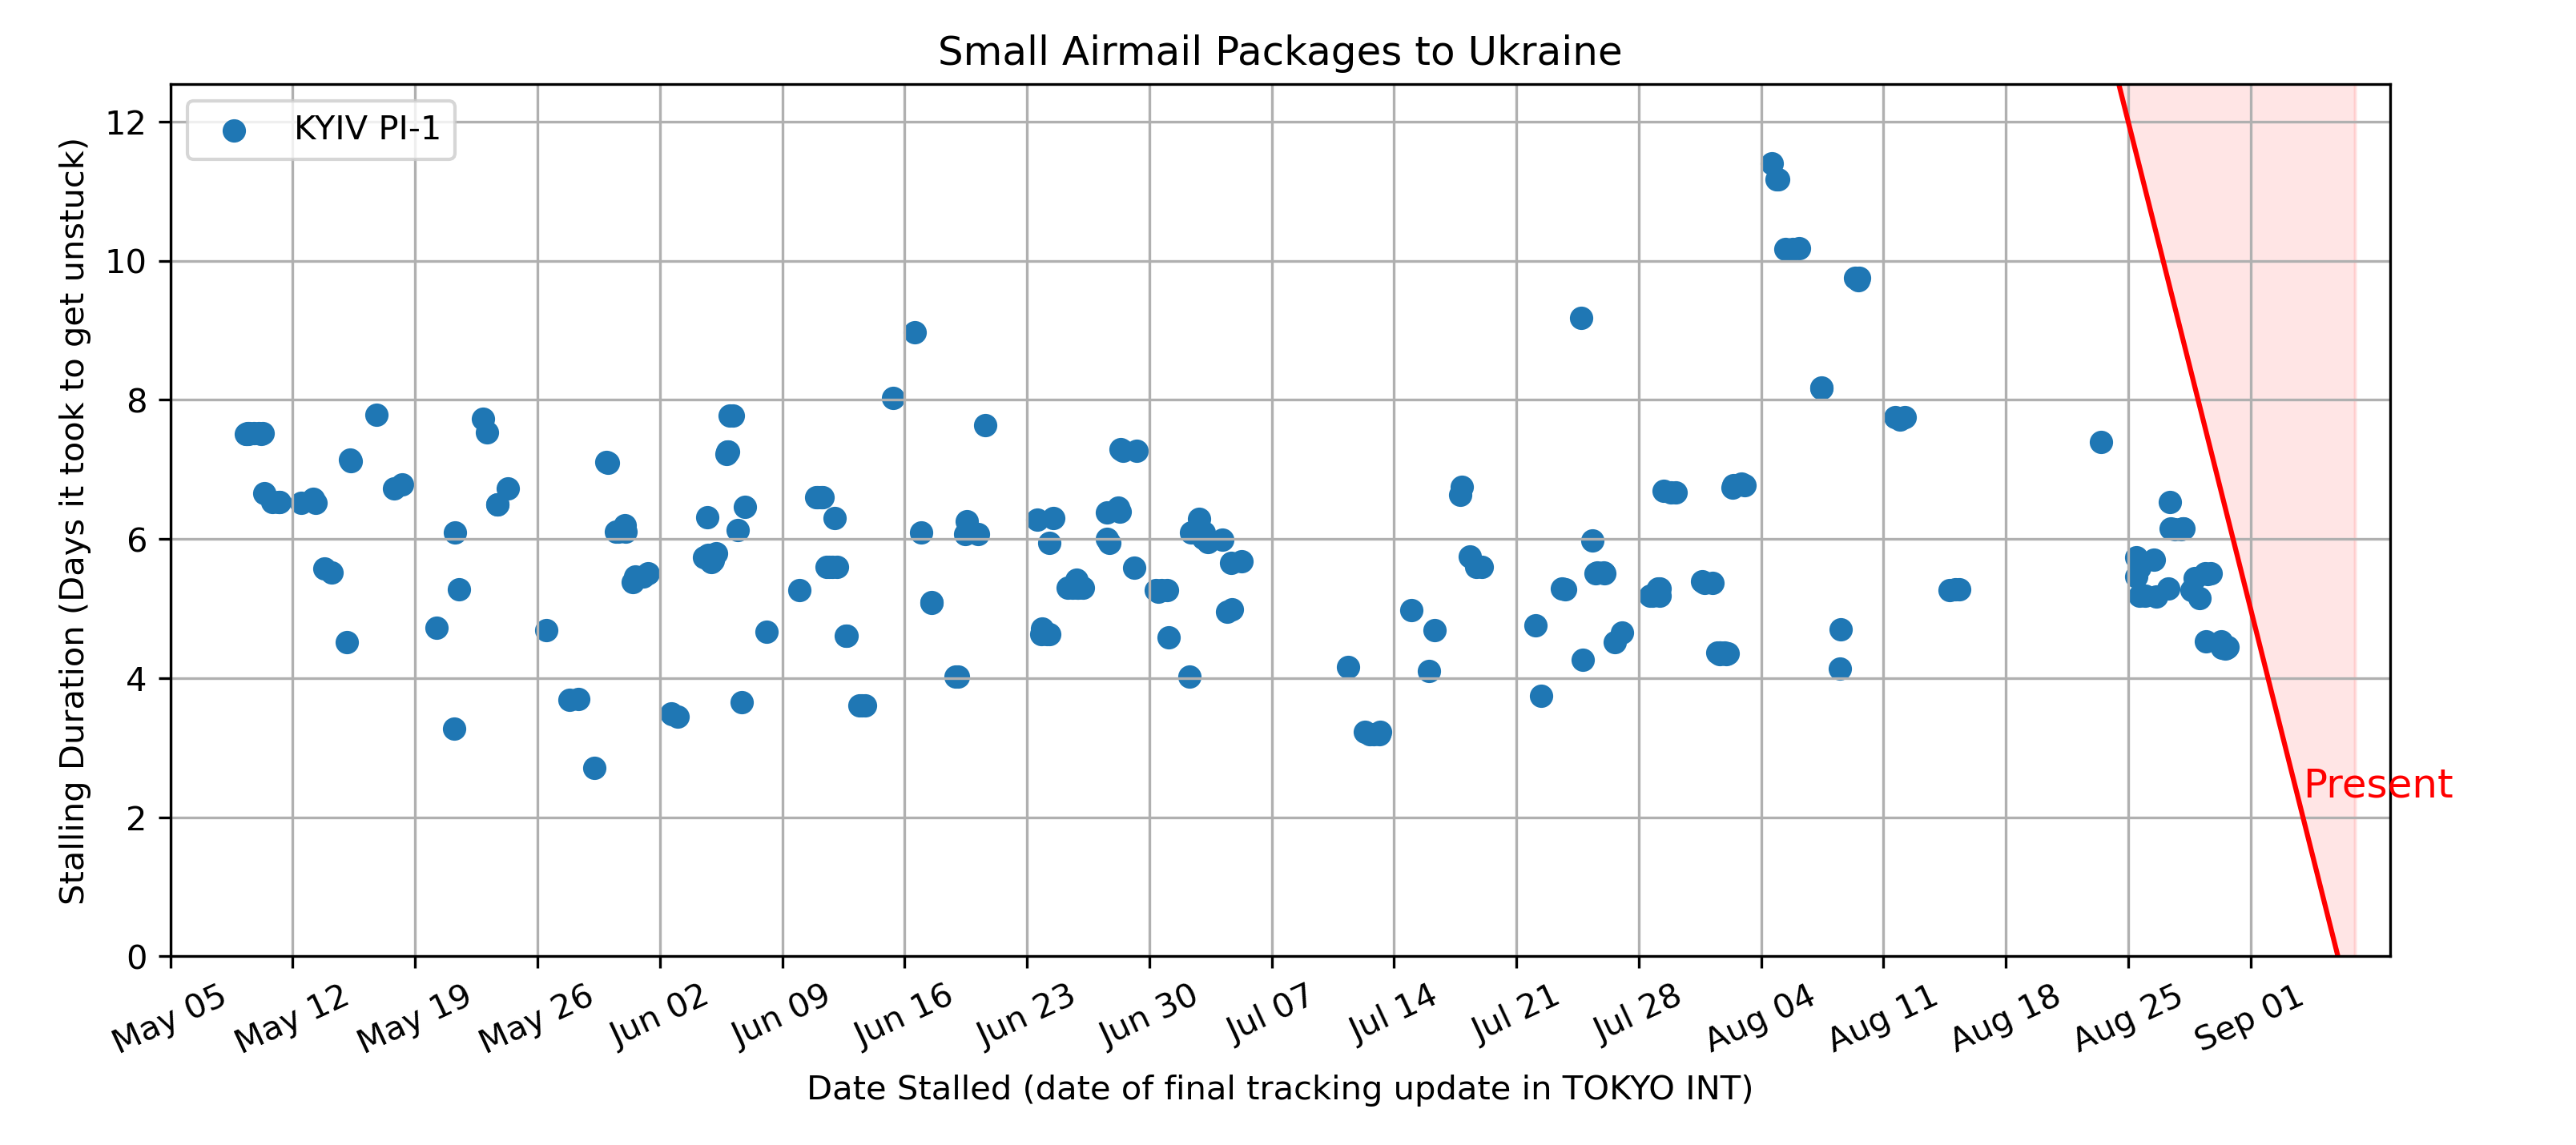 Small Airmail Packages to Ukraine
KYIV PI-1
Stalling Duration (Days it took to get unstuck)
12
10
8
6
4
2
0
Present
May 05
May 12
May 19
May 26
Jun 02
Jun 09
Jun 16
Jun 23
Jun 30
Jul 07
Jul 14
Jul 21
Jul 28
Aug 04
Aug 11
Aug 18
Aug 25
Sep 01
Date Stalled (date of final tracking update in TOKYO INT)